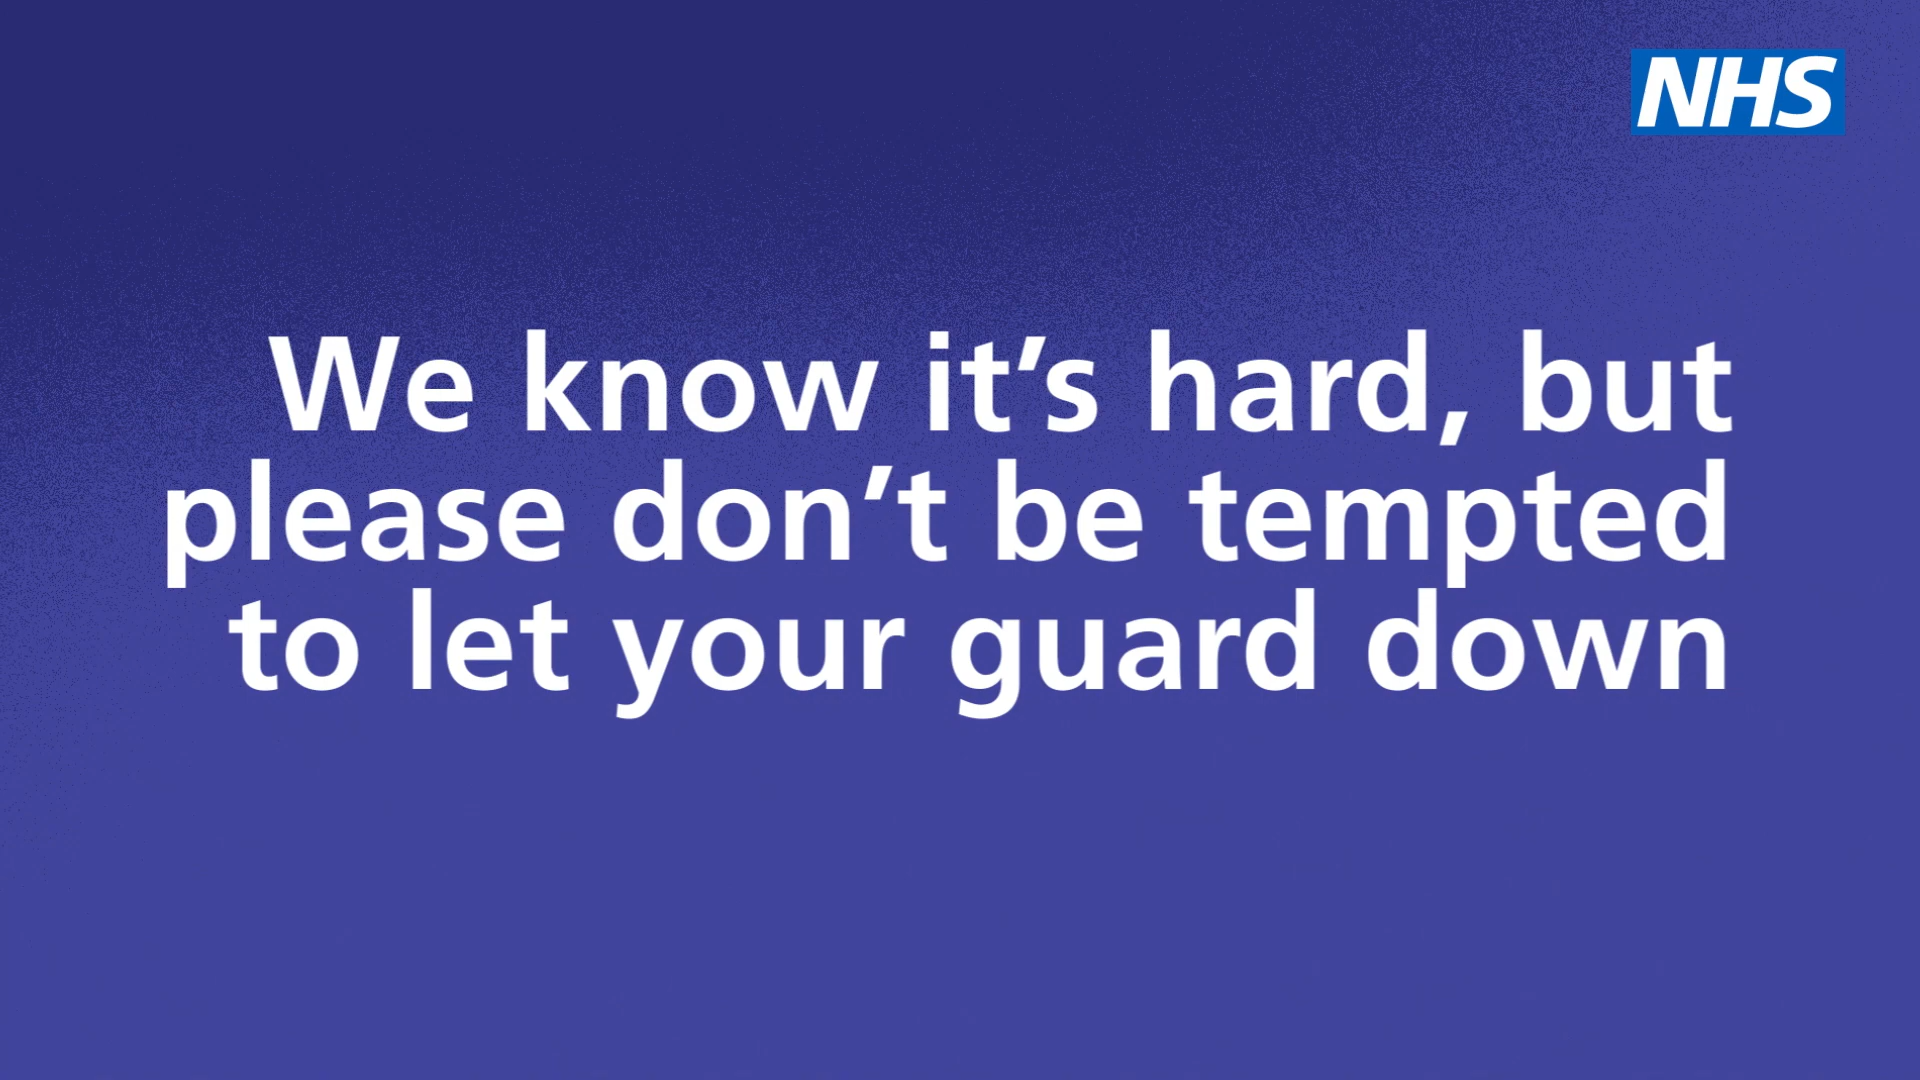 NHS
We know it’s hard, but
please don’t be tempted
to let your guard down